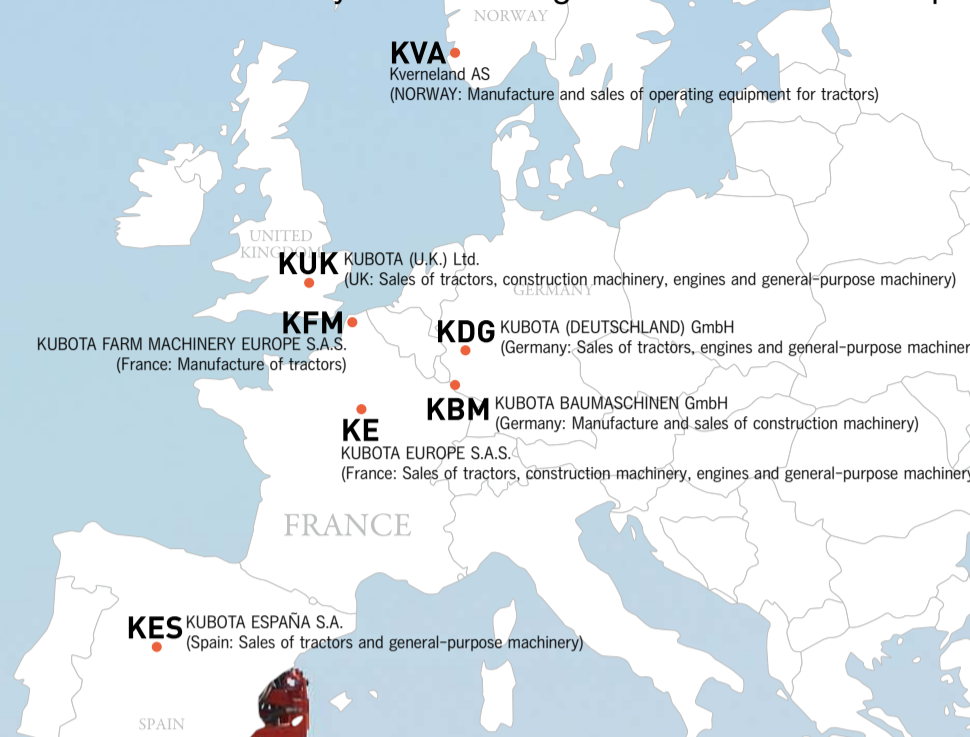 NORWAY
KVA
Kverneland AS
(NORWAY: Manufacture and sales of operating equipment for tractors)
UNITED
KINGDOM
KUK
KUBOTA (U.K.) Ltd.
(UK: Sales of tractors, construction machinery, engines and general-purpose machinery)
GERMANY
KFM
KUBOTA FARM MACHINERY EUROPE S.A.S.
(France: Manufacture of tractors)
KDG
KUBOTA (DEUTSCHLAND) GmbH
(Germany: Sales of tractors, engines and general-purpose machiner
KBM
KUBOTA BAUMASCHINEN GmbH
(Germany: Manufacture and sales of construction machinery)
KE
KUBOTA EUROPE S.A.S.
(France: Sales of tractors, construction machinery, engines and general-purpose machinery
FRANCE
KES
KUBOTA ESPAÑA S.A.
(Spain: Sales of tractors and general-purpose machinery)
SPAIN